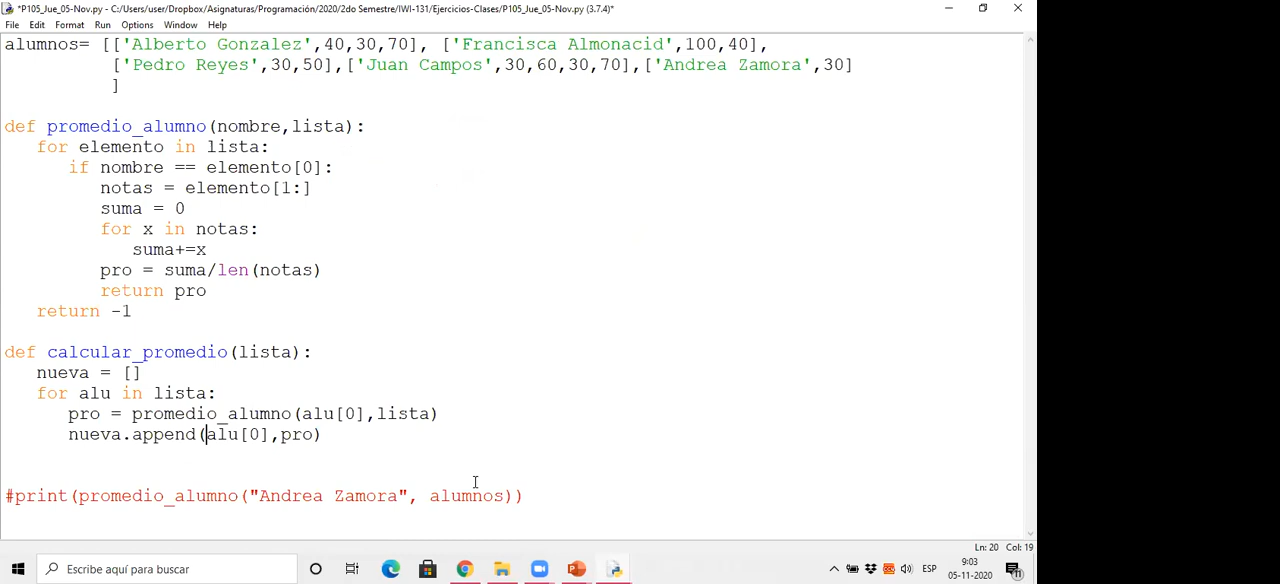 *P105_Jue_05-Nov.py - C:/Users/user/Dropbox/Asignaturas/Programación/2020/2do Semestre/IWI-131/Ejercicios-Clases/P105_Jue_05-Nov.py (3.7.4)*
File Edit Format Run Options Window Help
alumnos= [['Alberto Gonzalez',40,30,70], ['Francisca Almonacid',100,40],
['Pedro Reyes',30,50],['Juan Campos',30,60,30,70],['Andrea Zamora',30]
]
def promedio_alumno(nombre,lista):
for elemento in lista:
if nombre == elemento[0]:
notas = elemento[1:]
suma = 0
for x in notas:
suma+=x
pro = suma/len(notas)
return pro
return -1
def calcular_promedio(lista):
nueva = []
for alu in lista:
pro = promedio_alumno(alu[0],lista)
nueva.append(alu[0],pro)
#print(promedio_alumno("Andrea Zamora", alumnos))
Ln: 20 Col: 19
Escribe aquí para buscar
ESP
9:03
05-11-2020
11